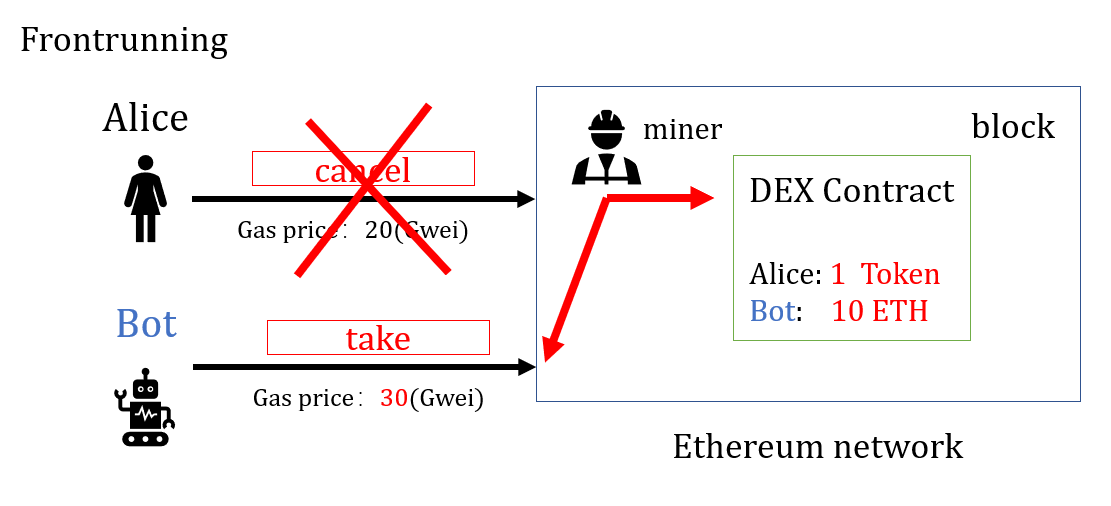 Frontrunning
Alice
cancel
Gas price: 20(Gwei)
Bot
take
Gas price: 30(Gwei)
miner
block
DEX Contract
Alice: 1 Token
Bot: 10 ETH
Ethereum network